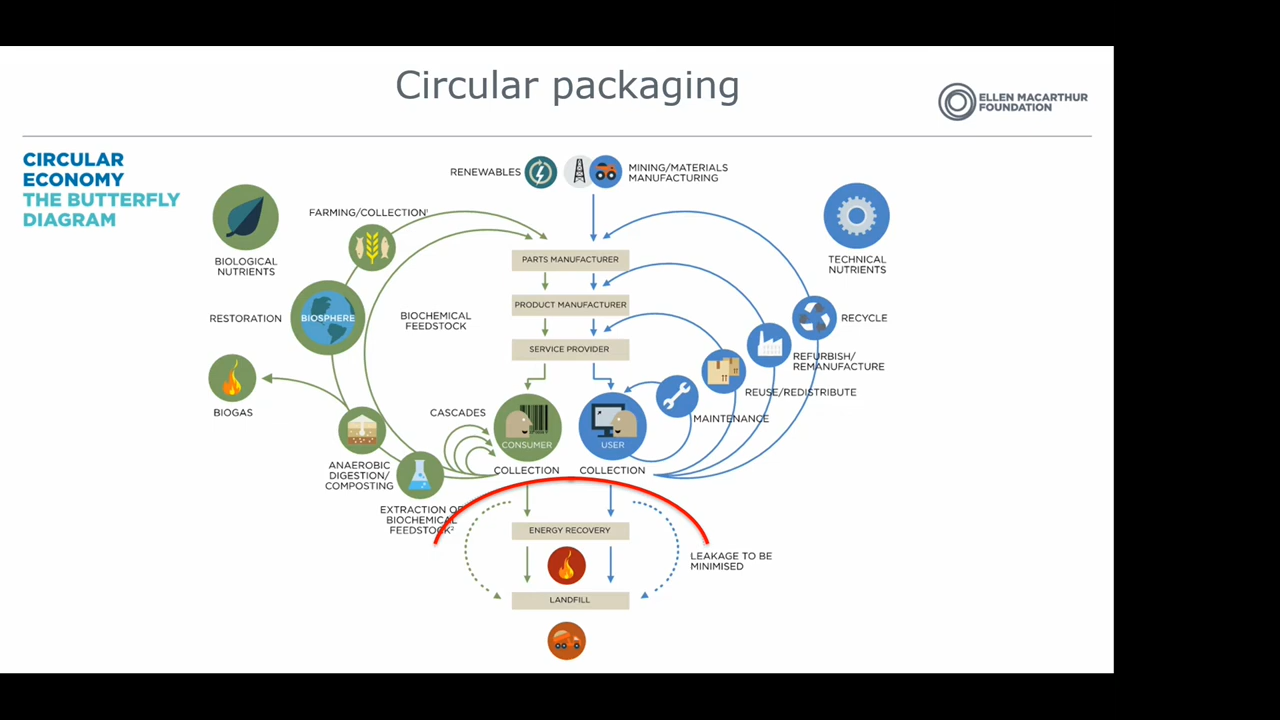 Circular packaging
ELLEN MACARTHUR
FOUNDATION
CIRCULAR
ECONOMY
THE BUTTERFLY
DIAGRAM
RENEWABLES
MINING/MATERIALS
MANUFACTURING
FARMING/COLLECTION¹
BIOLOGICAL
NUTRIENTS
TECHNICAL
NUTRIENTS
PARTS MANUFACTURER
PRODUCT MANUFACTURER
SERVICE PROVIDER
RESTORATION
BIOSPHERE
BIOCHEMICAL
FEEDSTOCK
RECYCLE
REFURBISH/
REMANUFACTURE
REUSE/REDISTRIBUTE
MAINTENANCE
BIOGAS
CASCADES
CONSUMER
USER
COLLECTION
COLLECTION
ANAEROBIC
DIGESTION/
COMPOSTING
EXTRACTION OF
BIOCHEMICAL
FEEDSTOCK²
ENERGY RECOVERY
LEAKAGE TO BE
MINIMISED
LANDFILL